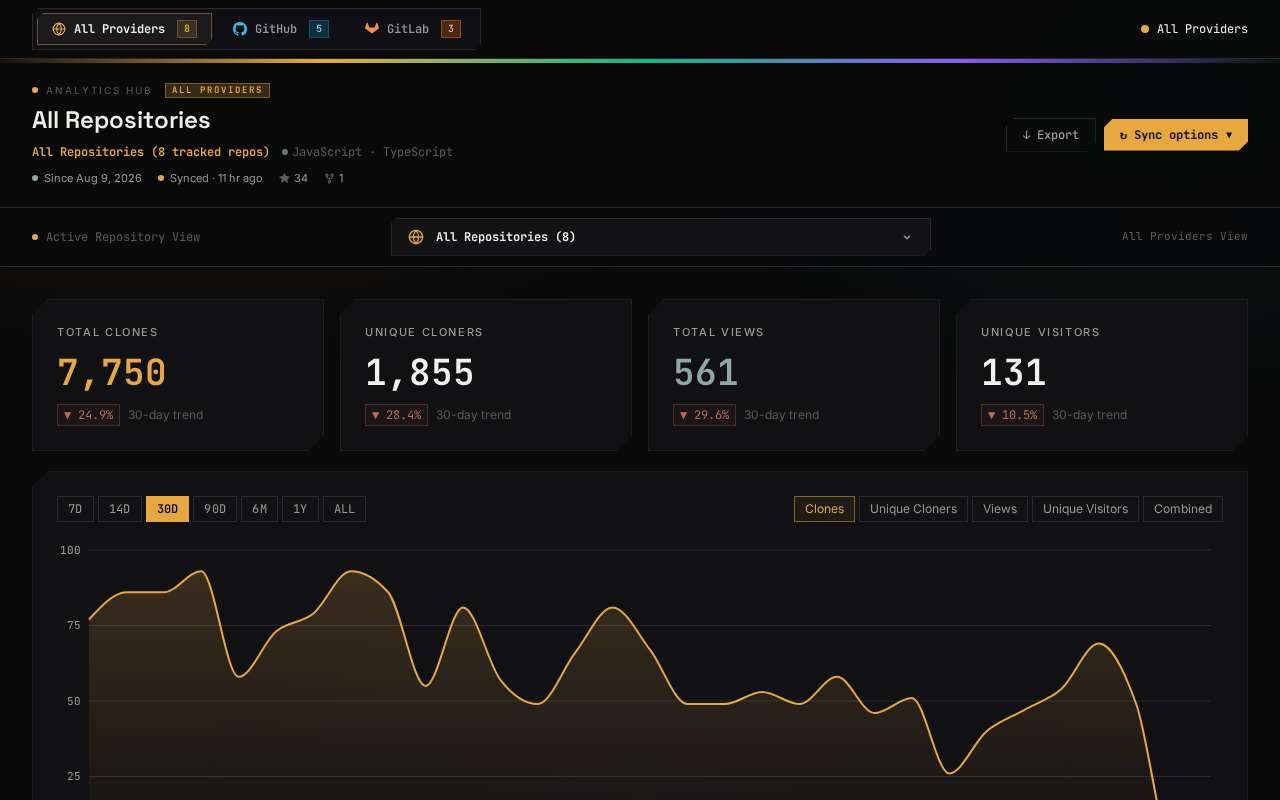 All Providers 8 GitHub 5 GitLab 3 All Providers
ANALYTICS HUB ALL PROVIDERS
All Repositories
All Repositories (8 tracked repos) JavaScript · TypeScript
Since Aug 9, 2026 Synced · 11 hr ago 34 1
↓ Export ↻ Sync options ▼
Active Repository View All Repositories (8) All Providers View
TOTAL CLONES
7,750
▼ 24.9% 30-day trend
UNIQUE CLONERS
1,855
▼ 28.4% 30-day trend
TOTAL VIEWS
561
▼ 29.6% 30-day trend
UNIQUE VISITORS
131
▼ 10.5% 30-day trend
7D 14D 30D 90D 6M 1Y ALL Clones Unique Cloners Views Unique Visitors Combined
100
75
50
25